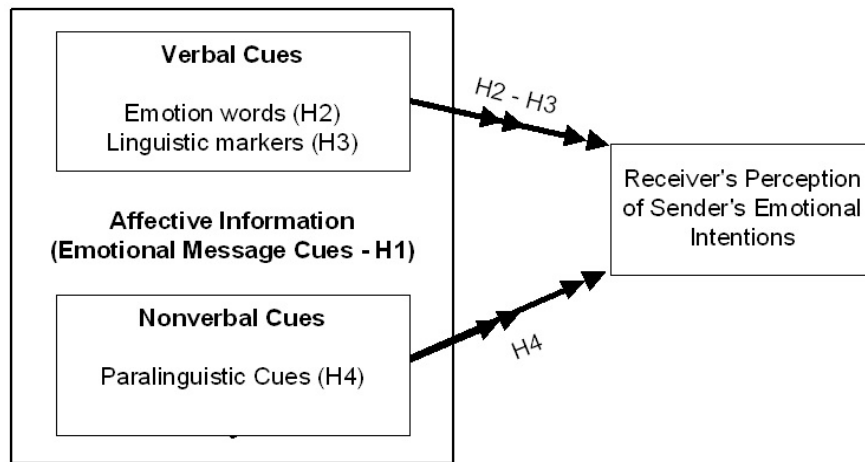 Verbal Cues
Emotion words (H2)
Linguistic markers (H3)
H2 - H3
Affective Information
(Emotional Message Cues - H1)
Receiver's Perception
of Sender's Emotional
Intentions
Nonverbal Cues
Paralinguistic Cues (H4)
H4